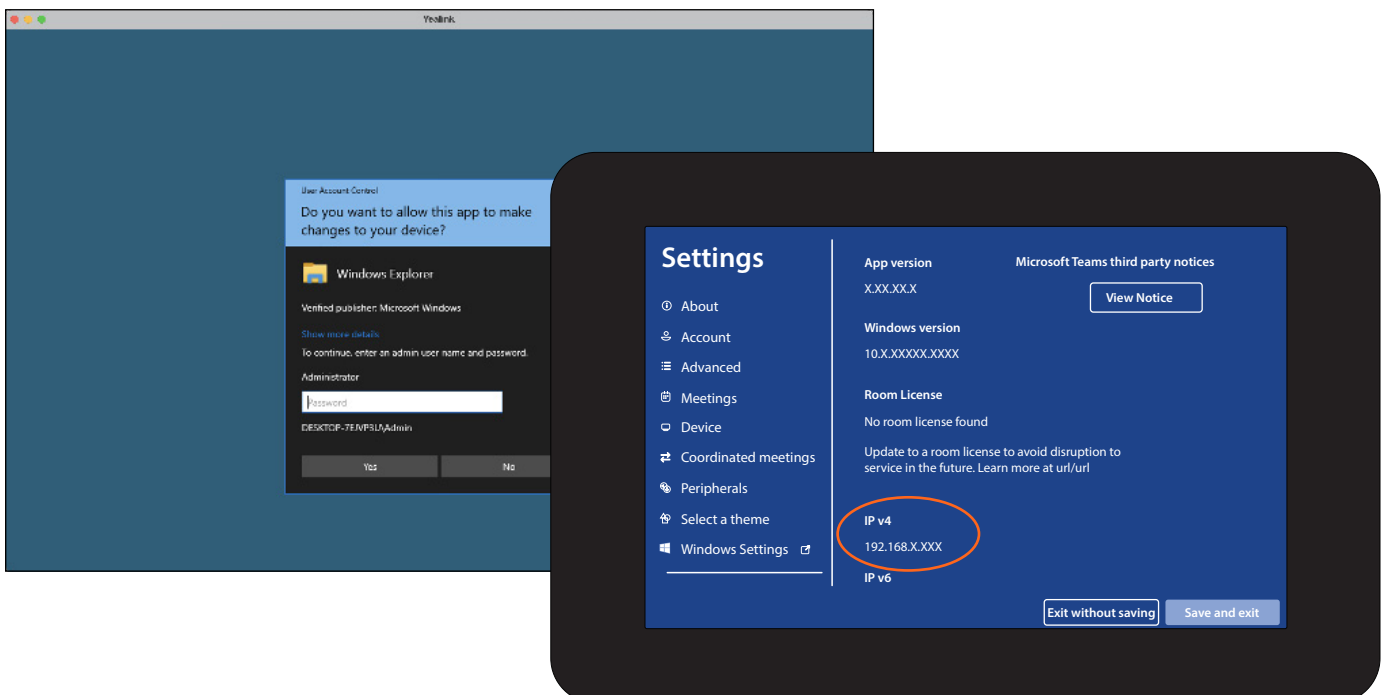 Yealink
User Account Control
Do you want to allow this app to make
changes to your device?
Windows Explorer
Verified publisher: Microsoft Windows
Show more details
To continue, enter an admin user name and password.
Administrator
Password
DESKTOP-7EJVP3U\Admin
Yes
No
Settings
About
Account
Advanced
Meetings
Device
Coordinated meetings
Peripherals
Select a theme
Windows Settings
App version
X.XX.XX.X
Microsoft Teams third party notices
View Notice
Windows version
10.X.XXXXX.XXXX
Room License
No room license found
Update to a room license to avoid disruption to
service in the future. Learn more at url/url
IP v4
192.168.X.XXX
IP v6
Exit without saving
Save and exit